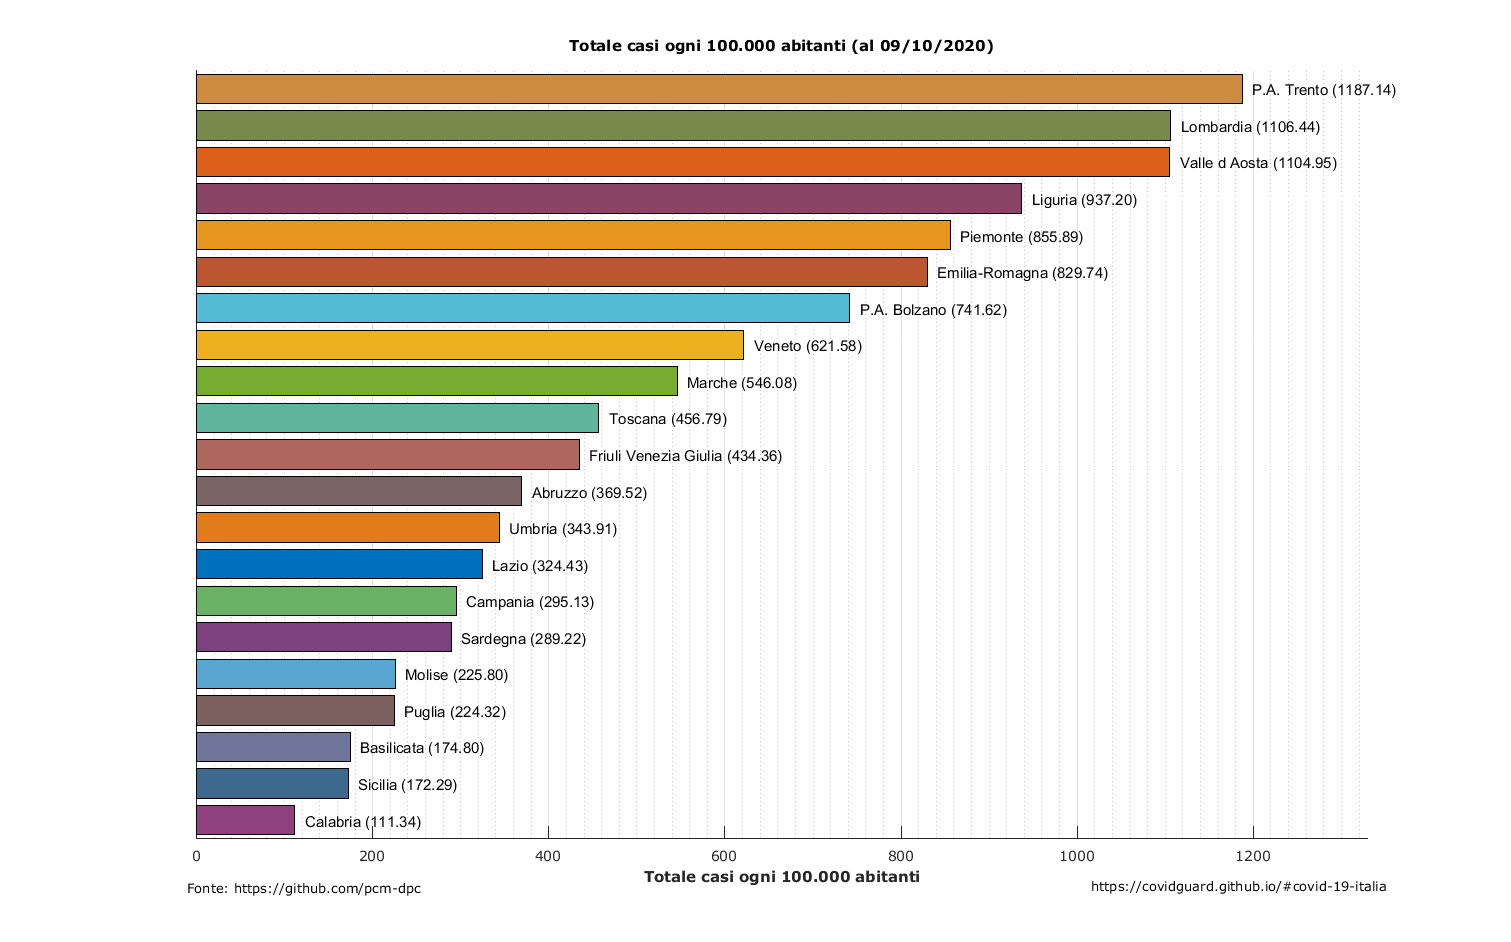 Totale casi ogni 100.000 abitanti (al 09/10/2020)
P.A. Trento (1187.14)
Lombardia (1106.44)
Valle d Aosta (1104.95)
Liguria (937.20)
Piemonte (855.89)
Emilia-Romagna (829.74)
P.A. Bolzano (741.62)
Veneto (621.58)
Marche (546.08)
Toscana (456.79)
Friuli Venezia Giulia (434.36)
Abruzzo (369.52)
Umbria (343.91)
Lazio (324.43)
Campania (295.13)
Sardegna (289.22)
Molise (225.80)
Puglia (224.32)
Basilicata (174.80)
Sicilia (172.29)
Calabria (111.34)
0 200 400 600 800 1000 1200
Totale casi ogni 100.000 abitanti
Fonte: https://github.com/pcm-dpc
https://covidguard.github.io/#covid-19-italia